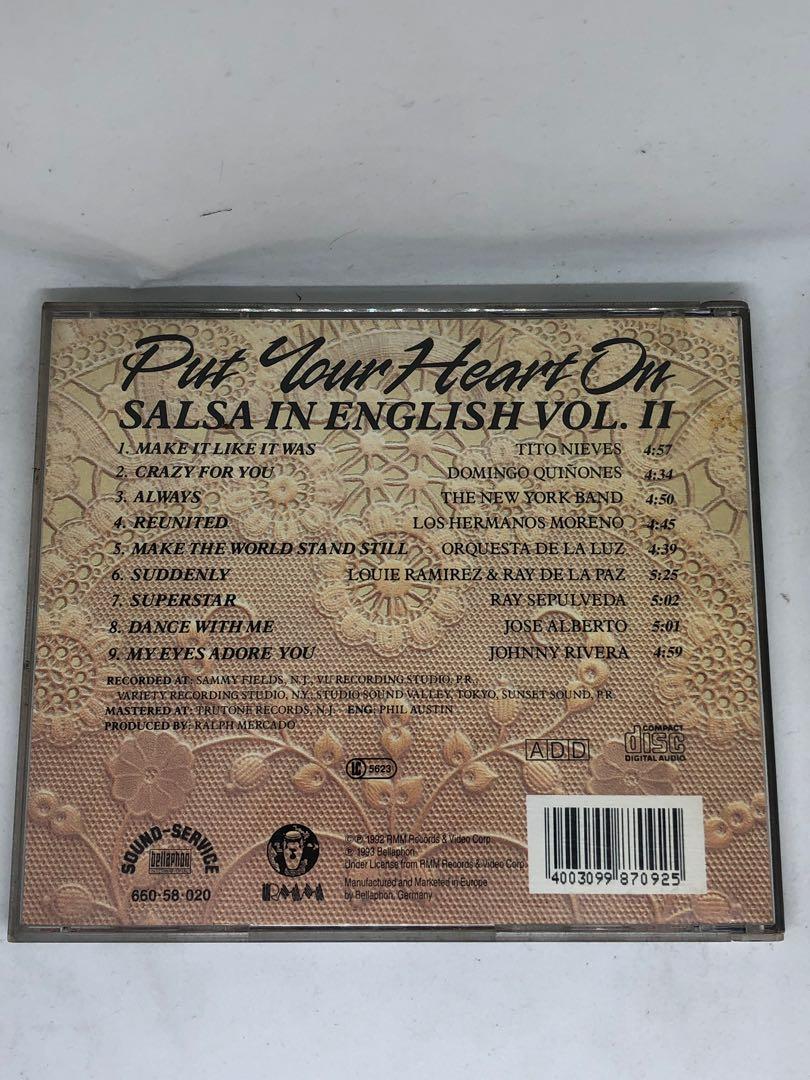 Put Your Heart On
SALSA IN ENGLISH VOL. II
1. MAKE IT LIKE IT WAS TITO NIEVES 4:57
2. CRAZY FOR YOU DOMINGO QUIÑONES 4:34
3. ALWAYS THE NEW YORK BAND 4:50
4. REUNITED LOS HERMANOS MORENO 4:45
5. MAKE THE WORLD STAND STILL ORQUESTA DE LA LUZ 4:39
6. SUDDENLY LOUIE RAMIREZ & RAY DE LA PAZ 5:25
7. SUPERSTAR RAY SEPULVEDA 5:02
8. DANCE WITH ME JOSE ALBERTO 5:01
9. MY EYES ADORE YOU JOHNNY RIVERA 4:59
RECORDED AT: SAMMY FIELDS, N.J., VU RECORDING STUDIO, P.R.,
VARIETY RECORDING STUDIO, N.Y.; STUDIO SOUND VALLEY, TOKYO, SUNSET SOUND, P.R.
MASTERED AT: TRUTONE RECORDS, N.J. ENG: PHIL AUSTIN
PRODUCED BY: RALPH MERCADO
ADD
COMPACT
disc
DIGITAL AUDIO
LC 5623
SOUND-SERVICE
bellaphon
660·58·020
RMM
© ℗ 1992 RMM Records & Video Corp.
℗ 1993 Bellaphon
Under License from RMM Records & Video Corp.
Manufactured and Marketed in Europe
by Bellaphon, Germany
4003099 870925